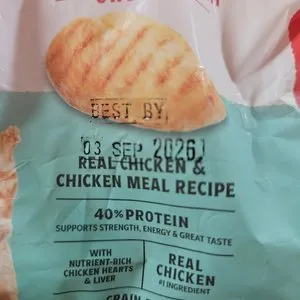 BEST BY
03 SEP 2026
REAL CHICKEN &
CHICKEN MEAL RECIPE
40% PROTEIN
SUPPORTS STRENGTH, ENERGY & GREAT TASTE
WITH
NUTRIENT-RICH
CHICKEN HEARTS
& LIVER
REAL
CHICKEN
#1 INGREDIENT